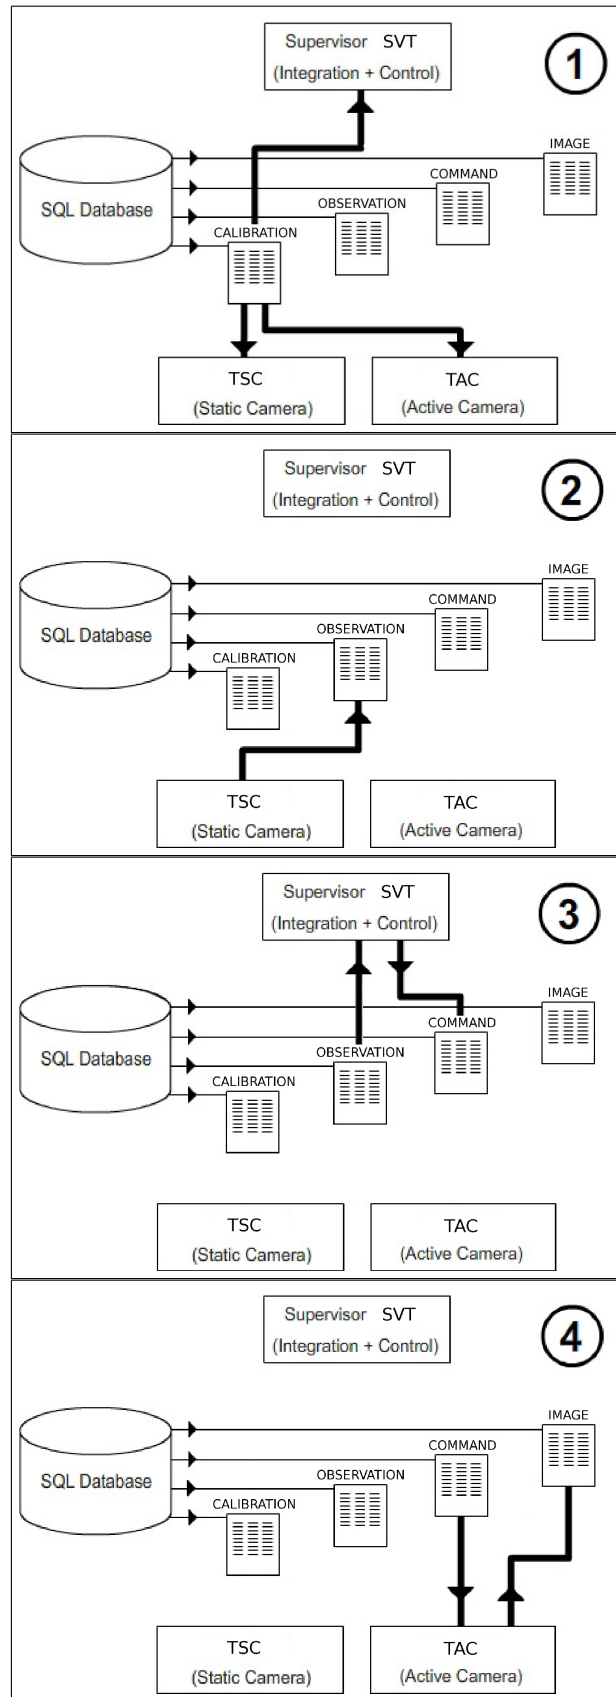 Supervisor SVT
(Integration + Control)
1
IMAGE
COMMAND
SQL Database
OBSERVATION
CALIBRATION
TSC
(Static Camera)
TAC
(Active Camera)
Supervisor SVT
(Integration + Control)
2
IMAGE
COMMAND
SQL Database
OBSERVATION
CALIBRATION
TSC
(Static Camera)
TAC
(Active Camera)
Supervisor SVT
(Integration + Control)
3
IMAGE
COMMAND
SQL Database
OBSERVATION
CALIBRATION
TSC
(Static Camera)
TAC
(Active Camera)
Supervisor SVT
(Integration + Control)
4
IMAGE
COMMAND
SQL Database
OBSERVATION
CALIBRATION
TSC
(Static Camera)
TAC
(Active Camera)